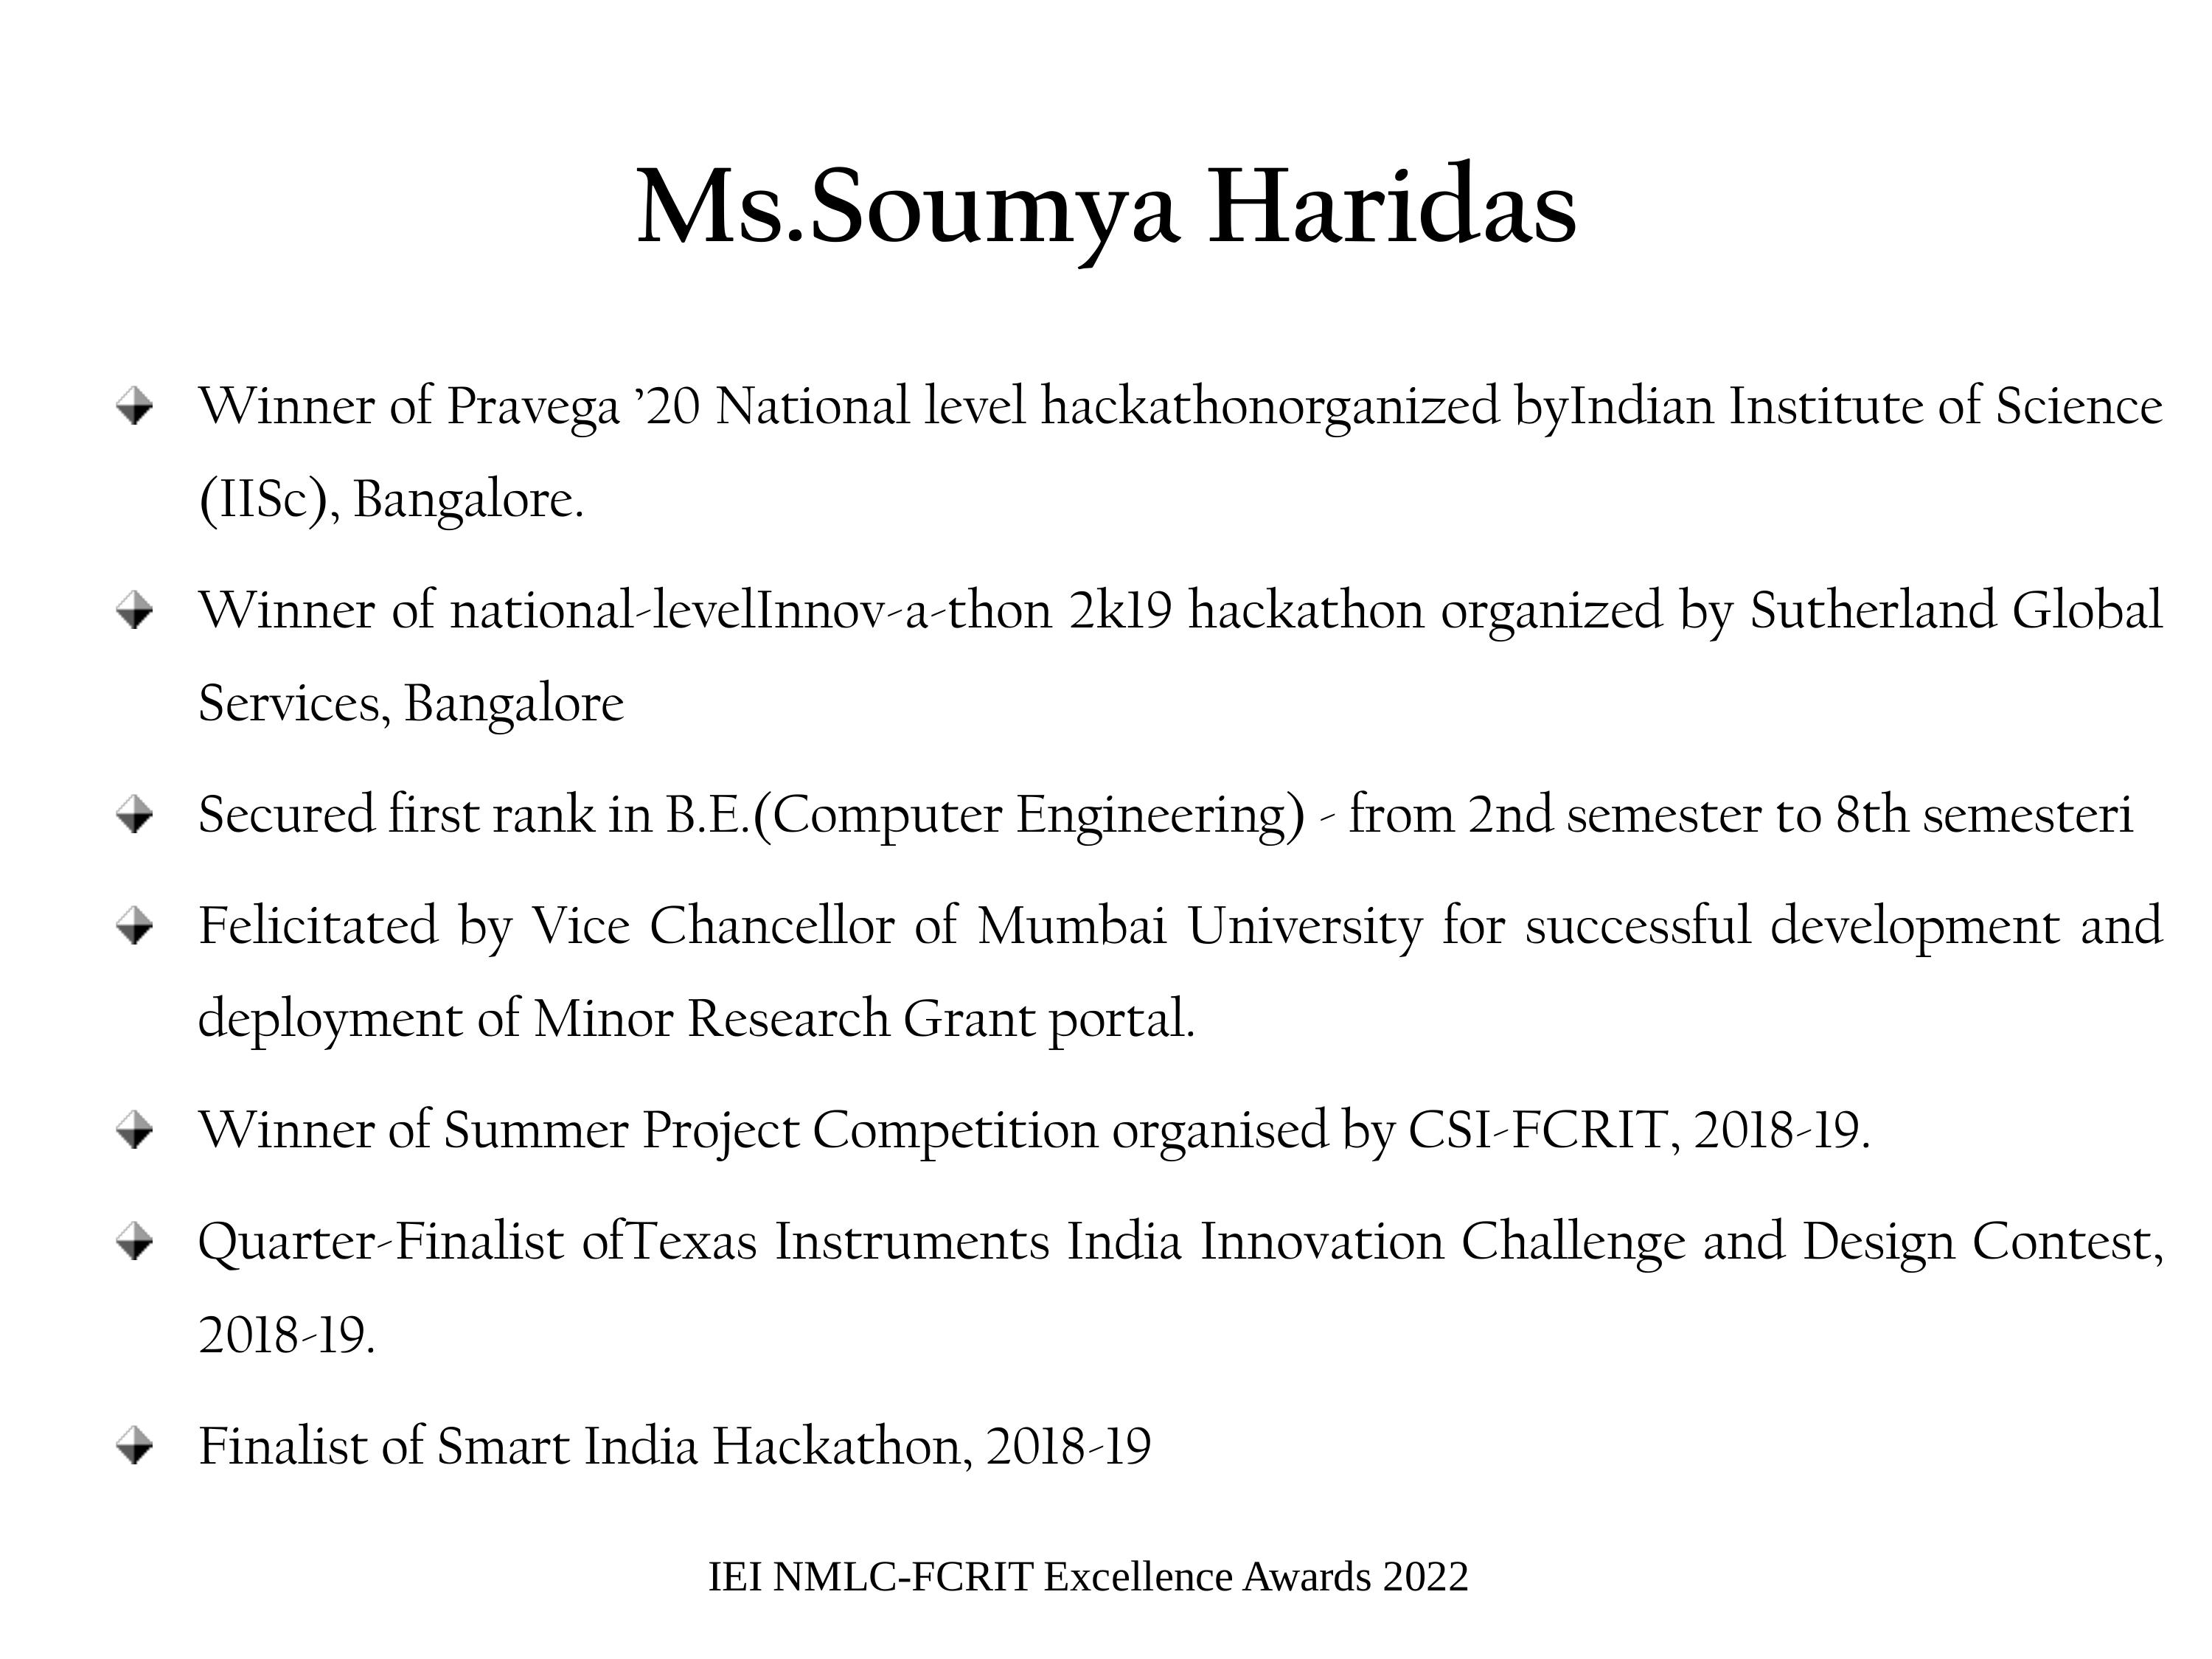 Ms.Soumya Haridas
Winner of Pravega ’20 National level hackathonorganized byIndian Institute of Science
(IISc), Bangalore.
Winner of national-levelInnov-a-thon 2k19 hackathon organized by Sutherland Global
Services, Bangalore
Secured first rank in B.E.(Computer Engineering) - from 2nd semester to 8th semesteri
Felicitated by Vice Chancellor of Mumbai University for successful development and
deployment of Minor Research Grant portal.
Winner of Summer Project Competition organised by CSI-FCRIT, 2018-19.
Quarter-Finalist ofTexas Instruments India Innovation Challenge and Design Contest,
2018-19.
Finalist of Smart India Hackathon, 2018-19
IEI NMLC-FCRIT Excellence Awards 2022